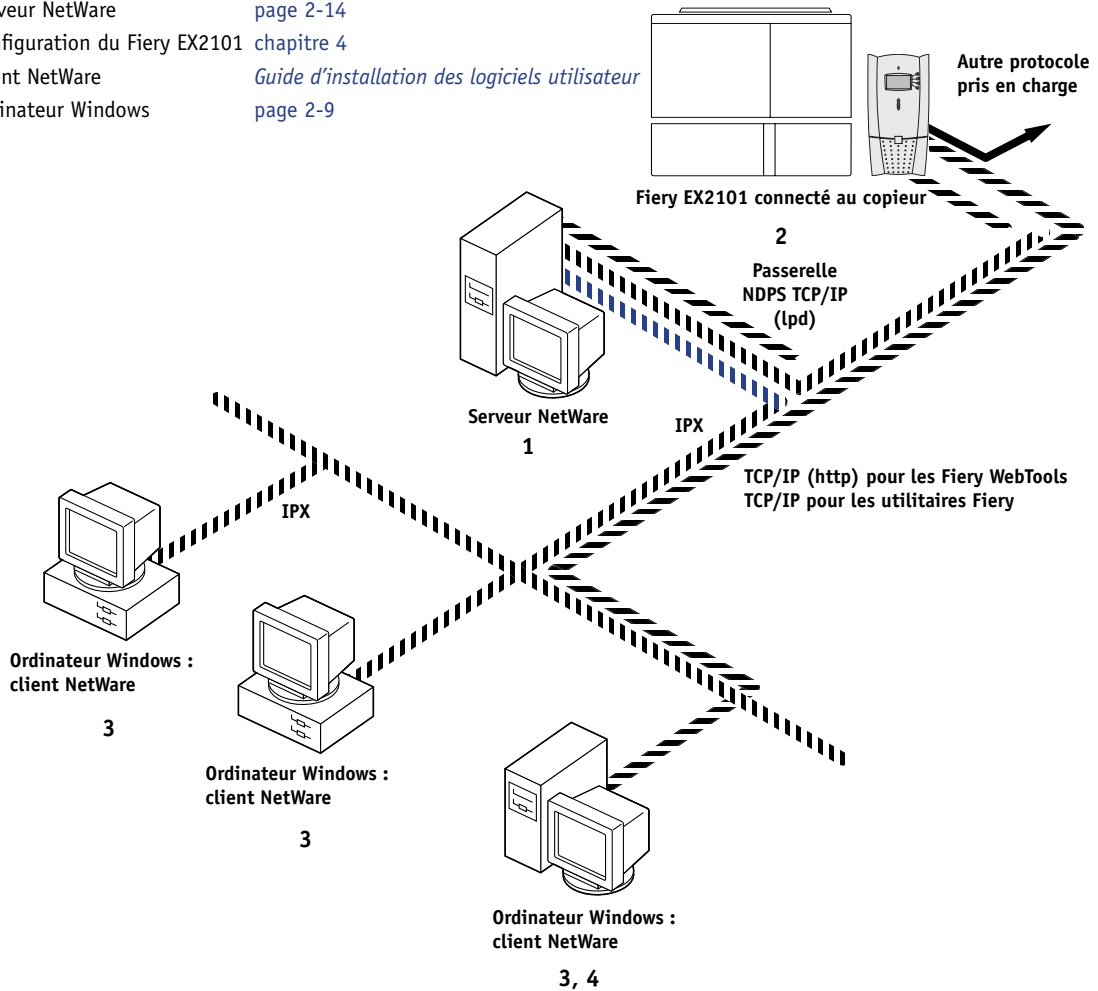 veur NetWare page 2-14
figuration du Fiery EX2101 chapitre 4
ent NetWare Guide d’installation des logiciels utilisateur
inateur Windows page 2-9
Autre protocole
pris en charge
Fiery EX2101 connecté au copieur
2
Passerelle
NDPS TCP/IP
(lpd)
Serveur NetWare
1
IPX
TCP/IP (http) pour les Fiery WebTools
TCP/IP pour les utilitaires Fiery
IPX
Ordinateur Windows :
client NetWare
3
Ordinateur Windows :
client NetWare
3
Ordinateur Windows :
client NetWare
3, 4